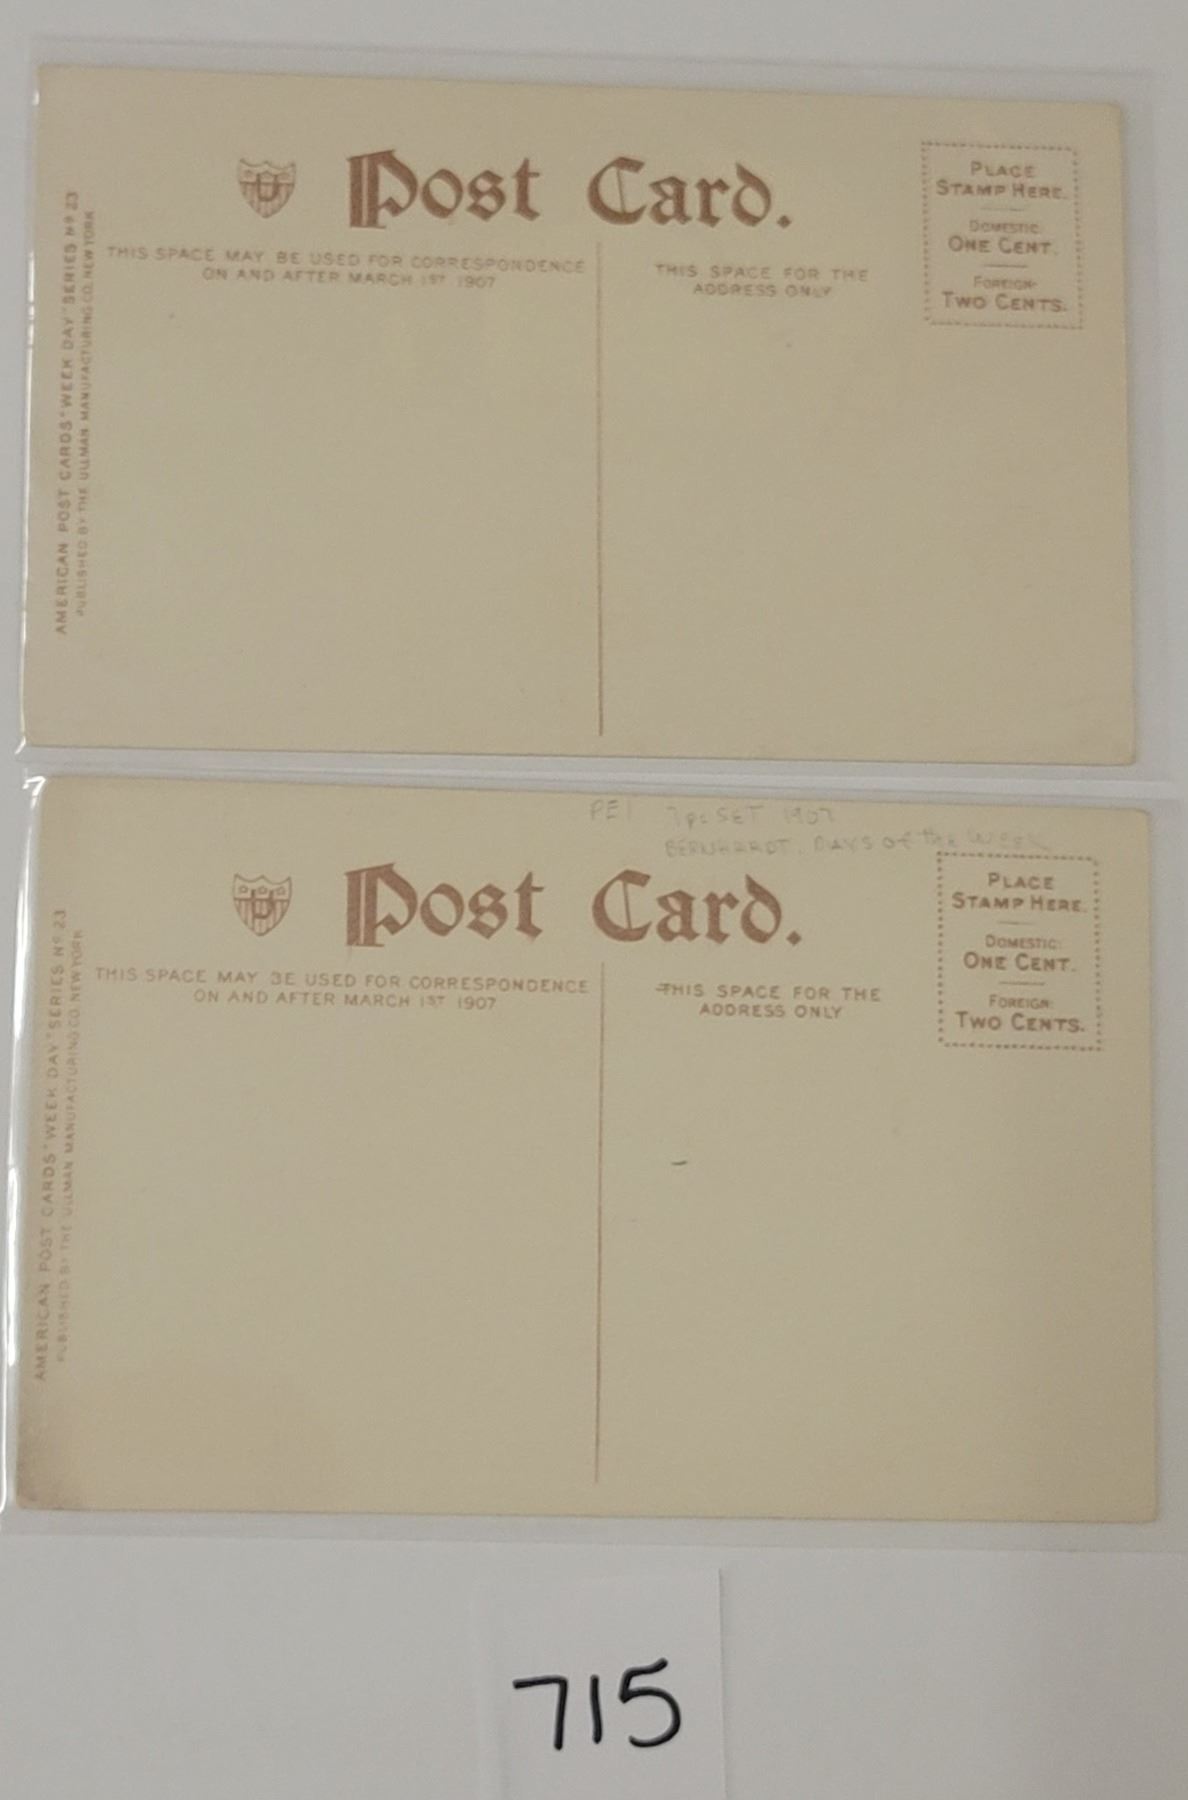 Post Card.
THIS SPACE MAY BE USED FOR CORRESPONDENCE
ON AND AFTER MARCH 1ST 1907
THIS SPACE FOR THE
ADDRESS ONLY
PLACE
STAMP HERE.
DOMESTIC:
ONE CENT.
FOREIGN:
TWO CENTS.
AMERICAN POST CARDS "WEEK DAY" SERIES No 23
PUBLISHED BY THE ULLMAN MANUFACTURING CO. NEW YORK
PE1 7pc SET 1907
BERNHARDT. DAYS of the WEEK
Post Card.
THIS SPACE MAY BE USED FOR CORRESPONDENCE
ON AND AFTER MARCH 1ST 1907
THIS SPACE FOR THE
ADDRESS ONLY
PLACE
STAMP HERE.
DOMESTIC:
ONE CENT.
FOREIGN:
TWO CENTS.
AMERICAN POST CARDS "WEEK DAY" SERIES No 23
PUBLISHED BY THE ULLMAN MANUFACTURING CO. NEW YORK
715